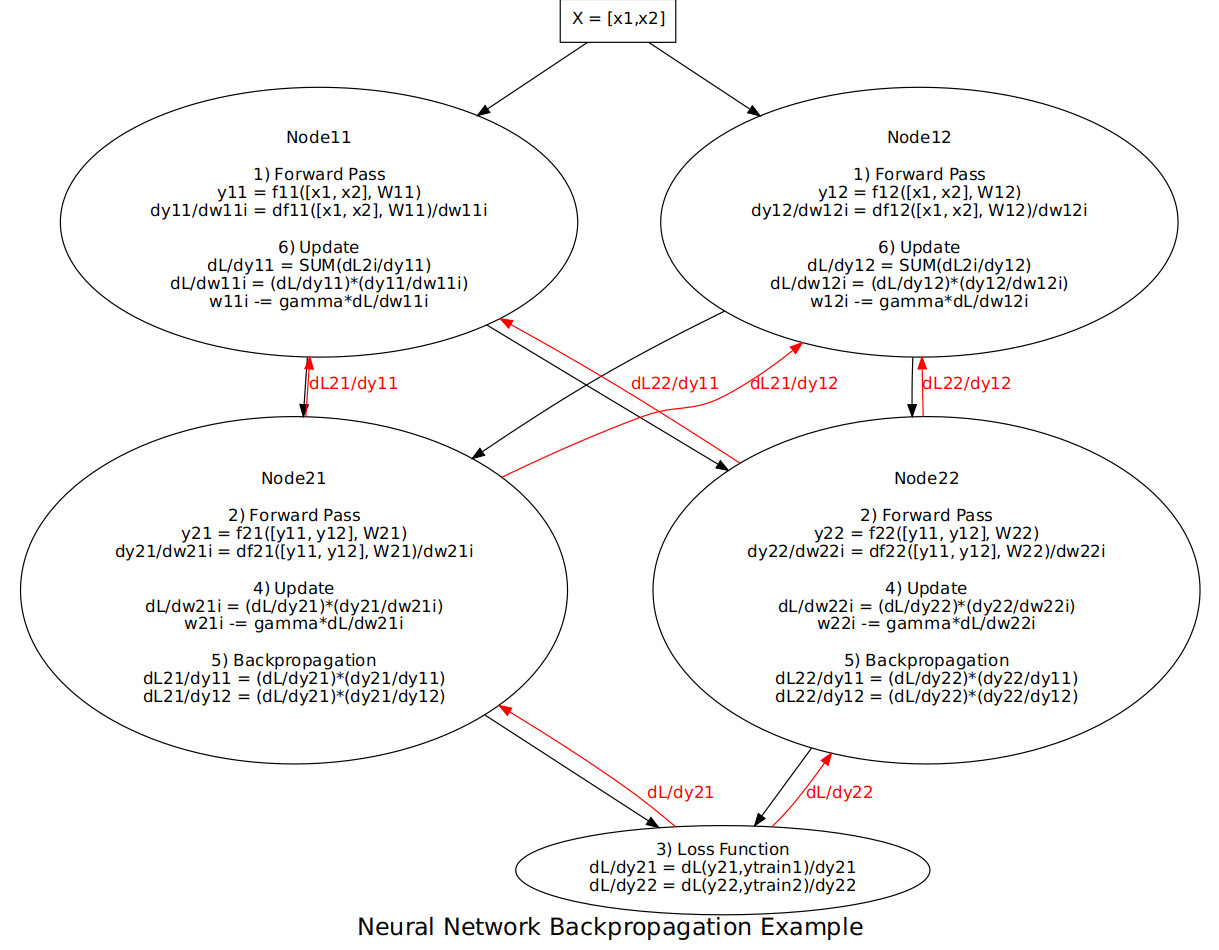 X = [x1,x2]
Node11
1) Forward Pass
y11 = f11([x1, x2], W11)
dy11/dw11i = df11([x1, x2], W11)/dw11i
6) Update
dL/dy11 = SUM(dL2i/dy11)
dL/dw11i = (dL/dy11)*(dy11/dw11i)
w11i -= gamma*dL/dw11i
Node12
1) Forward Pass
y12 = f12([x1, x2], W12)
dy12/dw12i = df12([x1, x2], W12)/dw12i
6) Update
dL/dy12 = SUM(dL2i/dy12)
dL/dw12i = (dL/dy12)*(dy12/dw12i)
w12i -= gamma*dL/dw12i
dL21/dy11
dL22/dy11
dL21/dy12
dL22/dy12
Node21
2) Forward Pass
y21 = f21([y11, y12], W21)
dy21/dw21i = df21([y11, y12], W21)/dw21i
4) Update
dL/dw21i = (dL/dy21)*(dy21/dw21i)
w21i -= gamma*dL/dw21i
5) Backpropagation
dL21/dy11 = (dL/dy21)*(dy21/dy11)
dL21/dy12 = (dL/dy21)*(dy21/dy12)
Node22
2) Forward Pass
y22 = f22([y11, y12], W22)
dy22/dw22i = df22([y11, y12], W22)/dw22i
4) Update
dL/dw22i = (dL/dy22)*(dy22/dw22i)
w22i -= gamma*dL/dw22i
5) Backpropagation
dL22/dy11 = (dL/dy22)*(dy22/dy11)
dL22/dy12 = (dL/dy22)*(dy22/dy12)
dL/dy21
dL/dy22
3) Loss Function
dL/dy21 = dL(y21,ytrain1)/dy21
dL/dy22 = dL(y22,ytrain2)/dy22
Neural Network Backpropagation Example